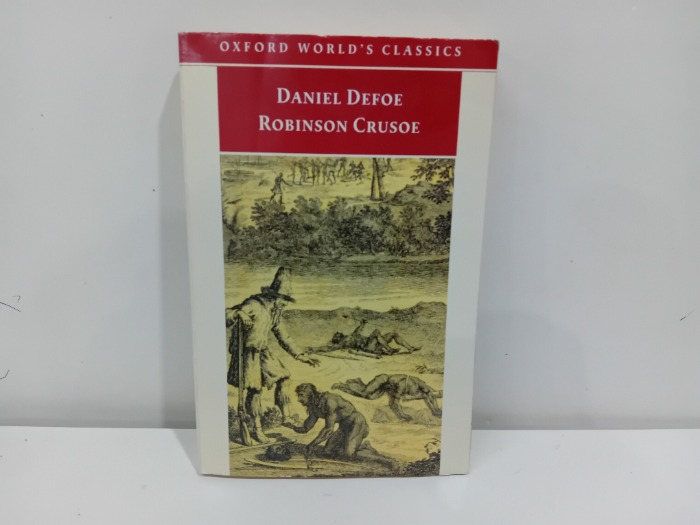 OXFORD WORLD'S CLASSICS
DANIEL DEFOE
ROBINSON CRUSOE